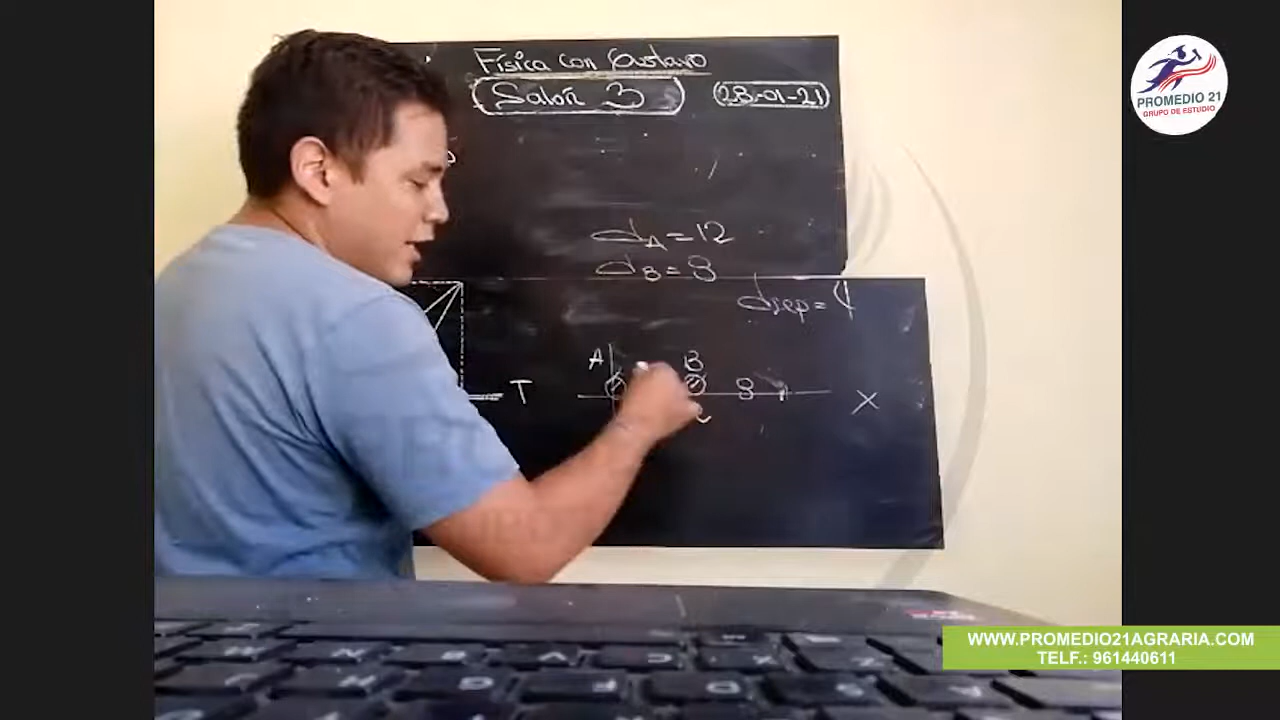 Física con Gustavo
Salón 3
28-01-21
PROMEDIO 21
GRUPO DE ESTUDIO
dA=12
dB=8
dsep=4
A
B
8
T
X
WWW.PROMEDIO21AGRARIA.COM
TELF.: 961440611